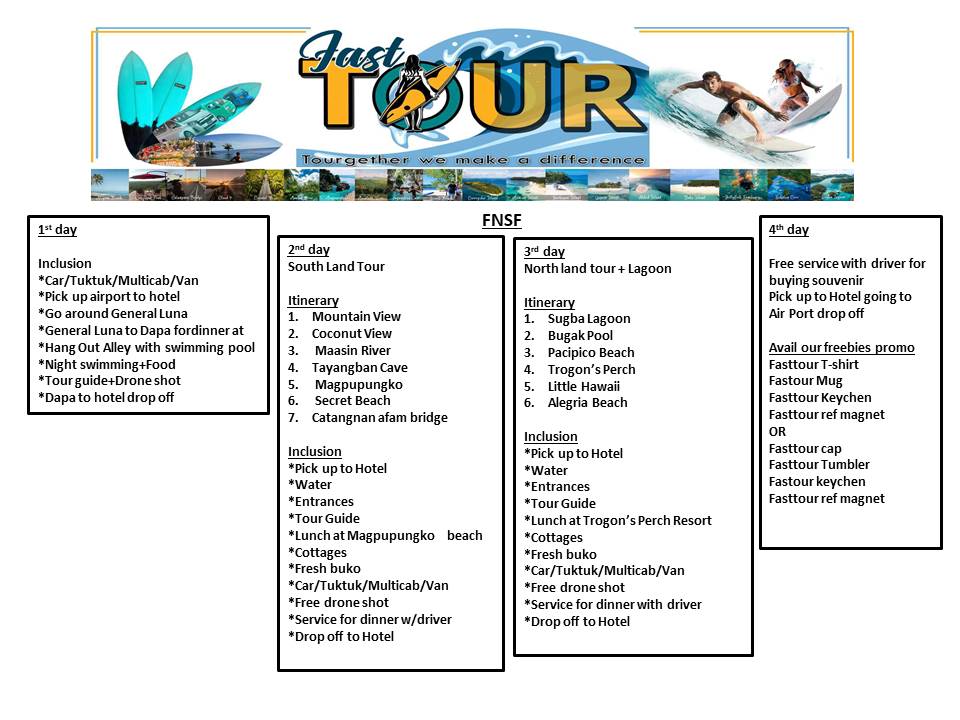 Fast
TOUR
Tourgether we make a difference
FNSF
1st day
Inclusion
*Car/Tuktuk/Multicab/Van
*Pick up airport to hotel
*Go around General Luna
*General Luna to Dapa fordinner at
*Hang Out Alley with swimming pool
*Night swimming+Food
*Tour guide+Drone shot
*Dapa to hotel drop off
2nd day
South Land Tour
Itinerary
1. Mountain View
2. Coconut View
3. Maasin River
4. Tayangban Cave
5. Magpupungko
6. Secret Beach
7. Catangnan afam bridge
Inclusion
*Pick up to Hotel
*Water
*Entrances
*Tour Guide
*Lunch at Magpupungko beach
*Cottages
*Fresh buko
*Car/Tuktuk/Multicab/Van
*Free drone shot
*Service for dinner w/driver
*Drop off to Hotel
3rd day
North land tour + Lagoon
Itinerary
1. Sugba Lagoon
2. Bugak Pool
3. Pacipico Beach
4. Trogon's Perch
5. Little Hawaii
6. Alegria Beach
Inclusion
*Pick up to Hotel
*Water
*Entrances
*Tour Guide
*Lunch at Trogon's Perch Resort
*Cottages
*Fresh buko
*Car/Tuktuk/Multicab/Van
*Free drone shot
*Service for dinner with driver
*Drop off to Hotel
4th day
Free service with driver for
buying souvenir
Pick up to Hotel going to
Air Port drop off
Avail our freebies promo
Fasttour T-shirt
Fastour Mug
Fasttour Keychen
Fasttour ref magnet
OR
Fasttour cap
Fasttour Tumbler
Fastour keychen
Fasttour ref magnet